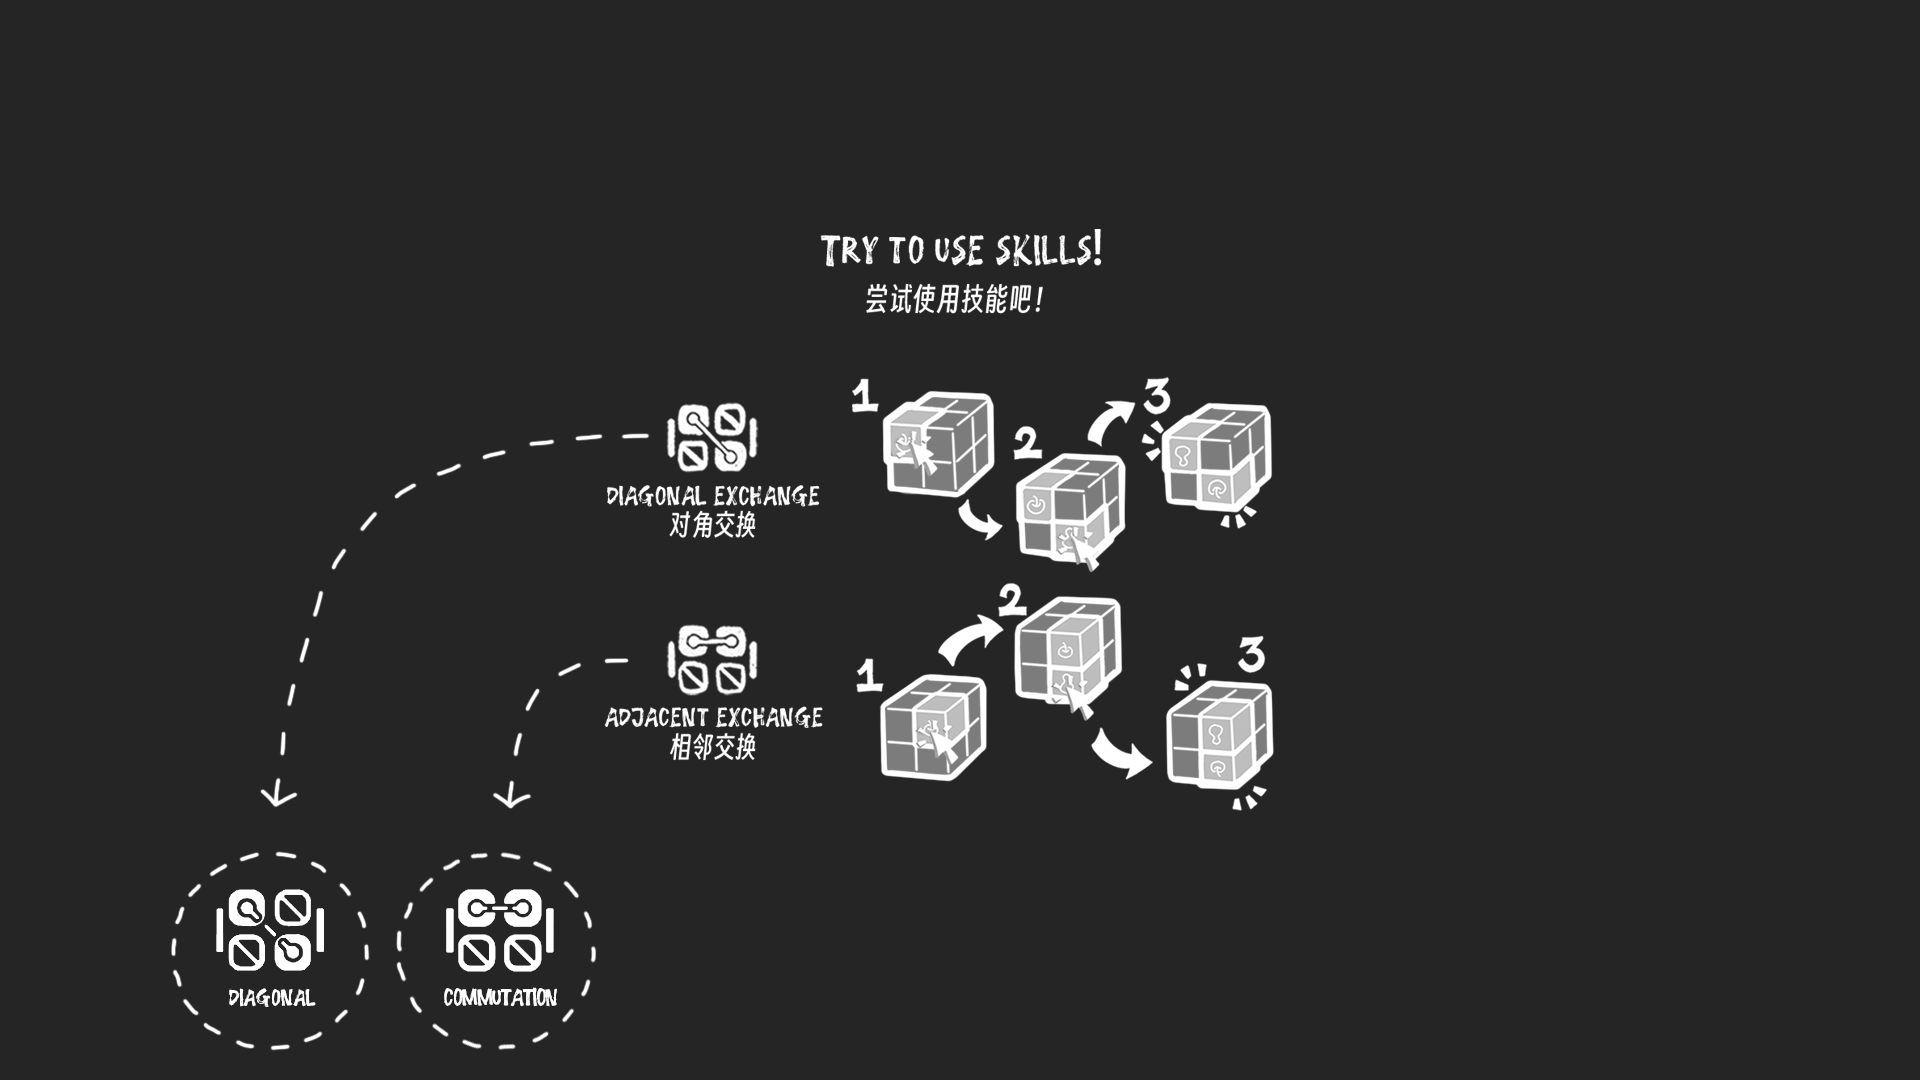 TRY TO USE SKILLS!
尝试使用技能吧!
1
2
3
DIAGONAL EXCHANGE
对角交换
1
2
3
ADJACENT EXCHANGE
相邻交换
DIAGONAL
COMMUTATION